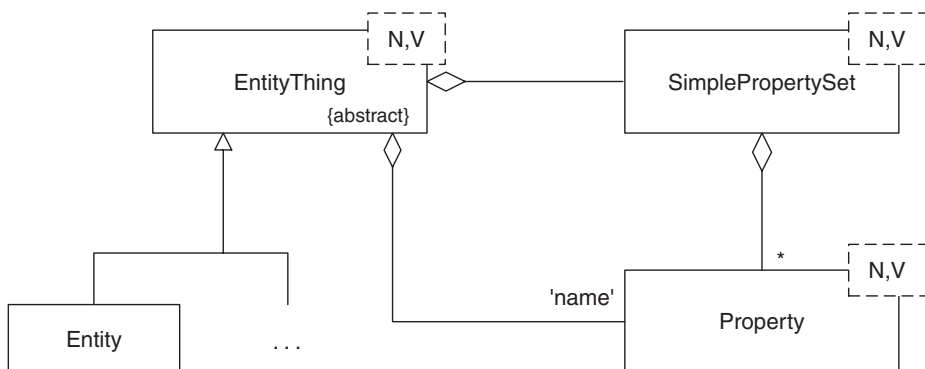 N,V
N,V
EntityThing
SimplePropertySet
{abstract}
*
N,V
'name'
Property
Entity
...